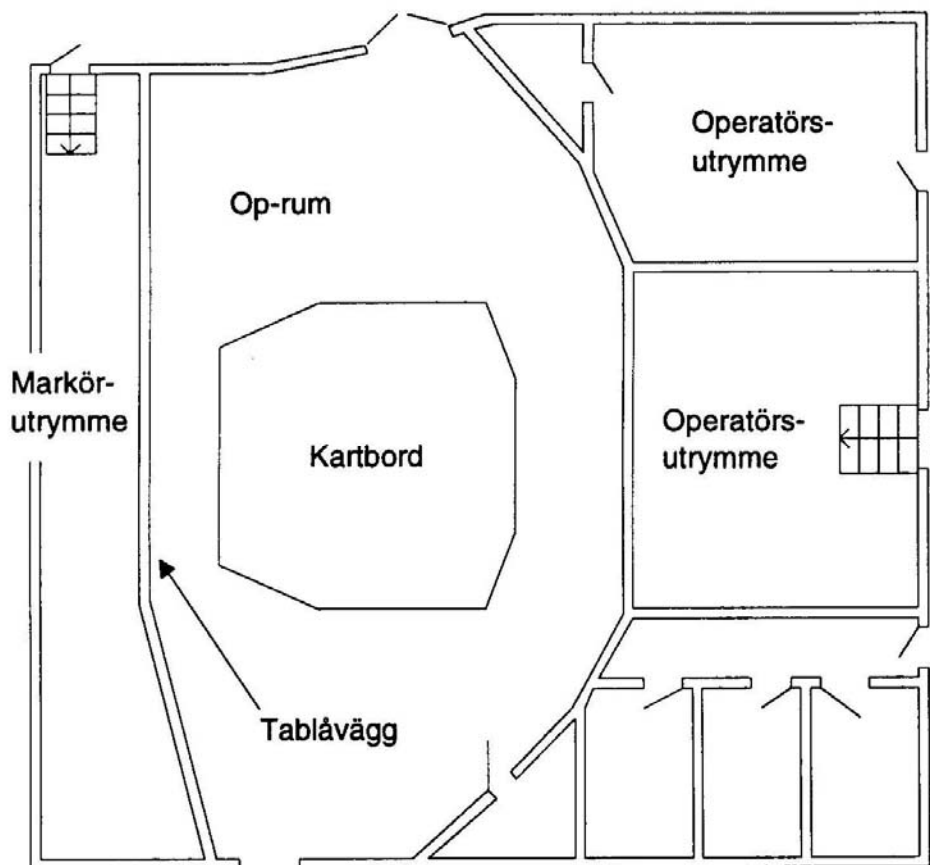 Operatörs-
utrymme
Op-rum
Markör-
utrymme
Kartbord
Operatörs-
utrymme
Tablåvägg